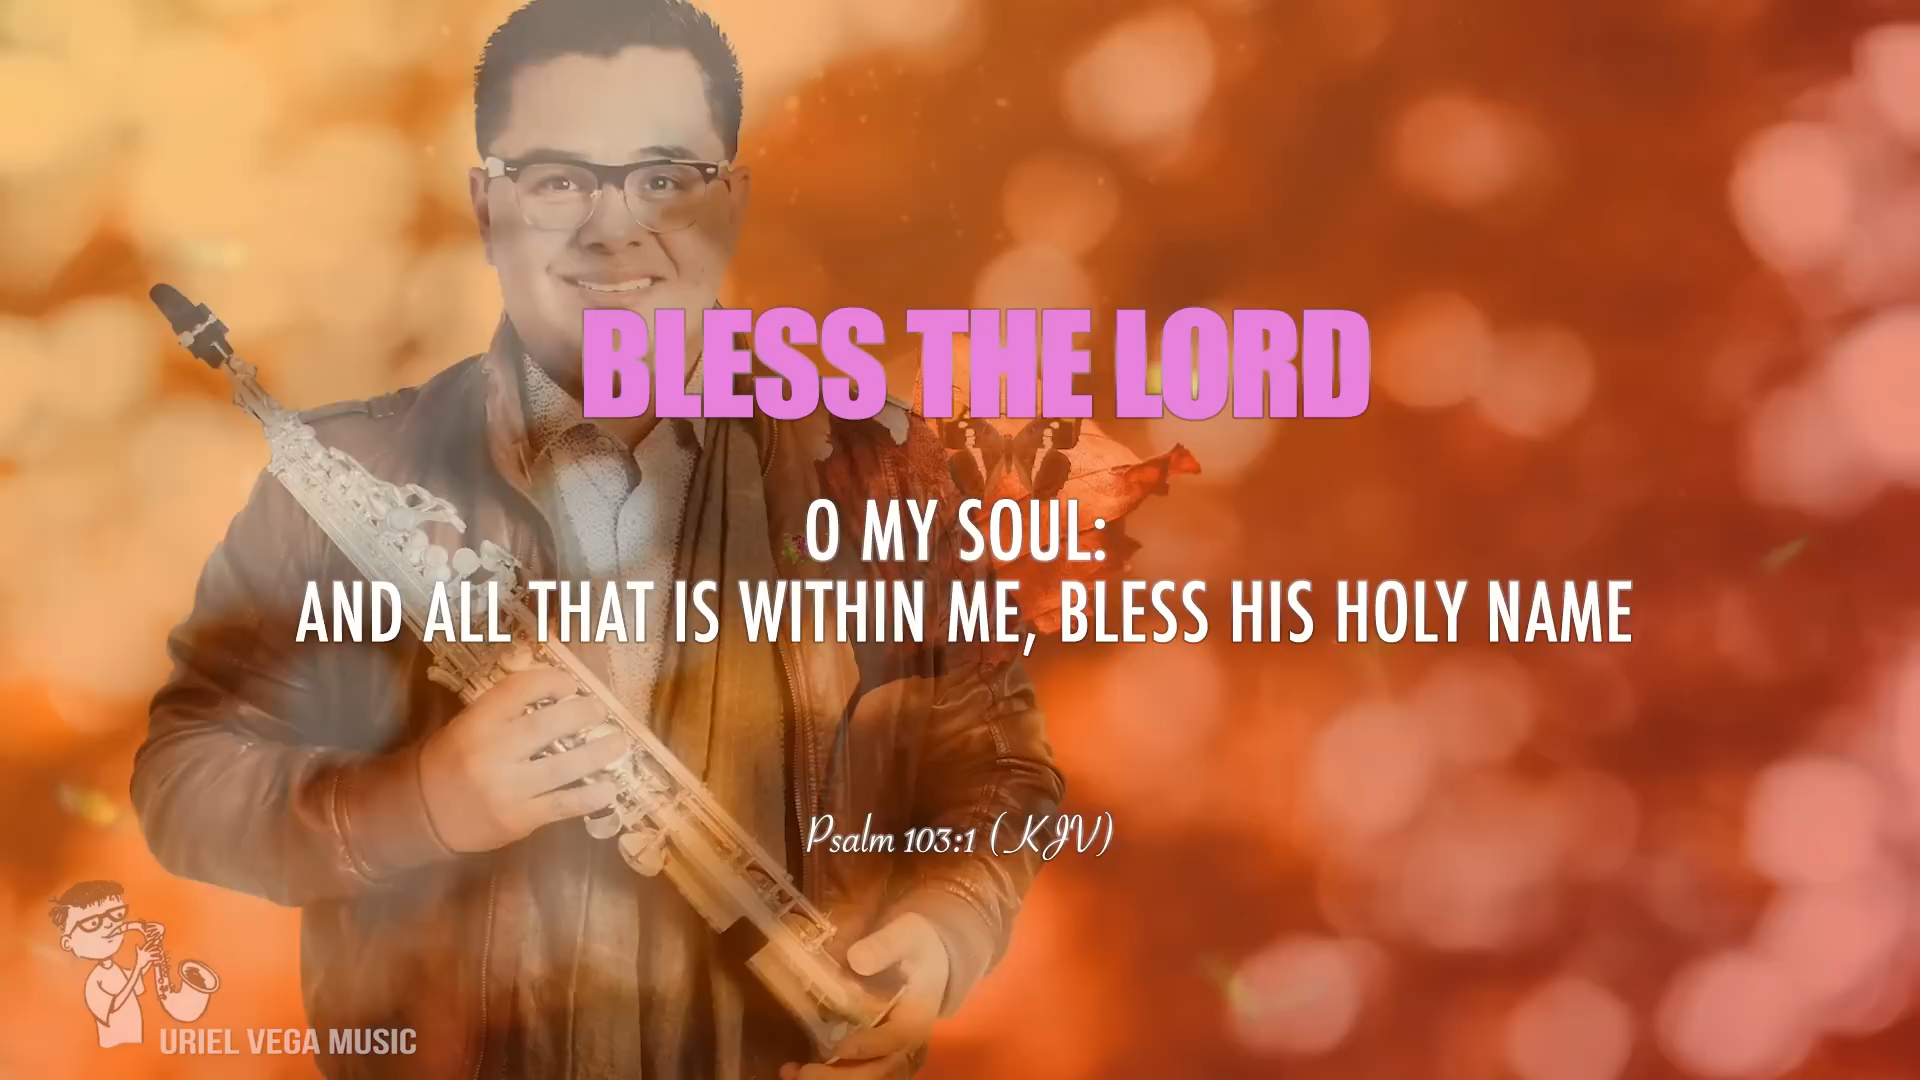 BLESS THE LORD
O MY SOUL:
AND ALL THAT IS WITHIN ME, BLESS HIS HOLY NAME
Psalm 103:1 (KJV)
URIEL VEGA MUSIC